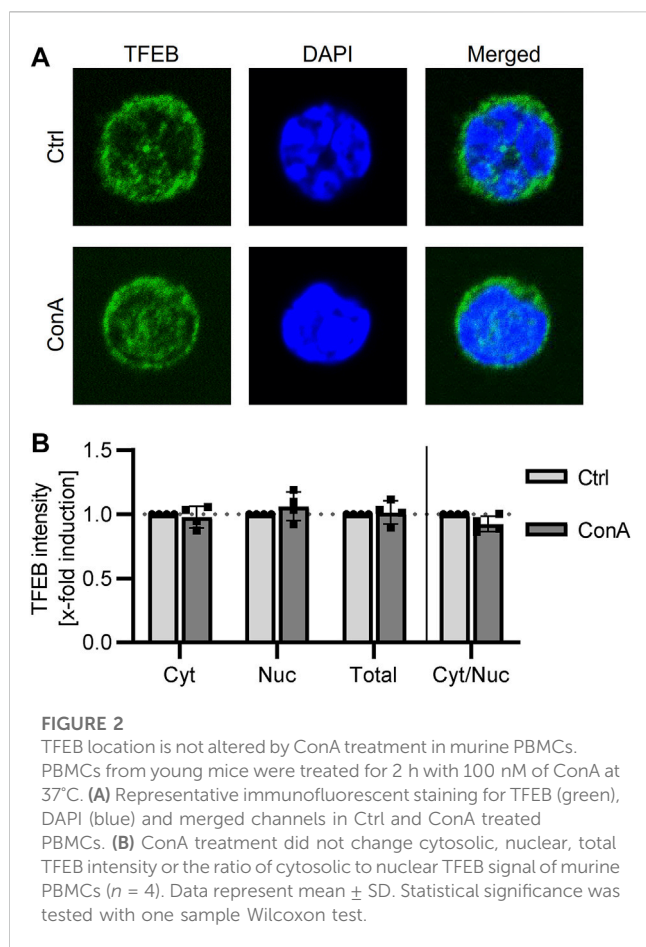 A
TFEB DAPI Merged
Ctrl
ConA
B
TFEB intensity
[x-fold induction]
1.5
1.0
0.5
0.0
Cyt Nuc Total Cyt/Nuc
Ctrl
ConA
FIGURE 2
TFEB location is not altered by ConA treatment in murine PBMCs.
PBMCs from young mice were treated for 2 h with 100 nM of ConA at
37°C. (A) Representative immunofluorescent staining for TFEB (green),
DAPI (blue) and merged channels in Ctrl and ConA treated
PBMCs. (B) ConA treatment did not change cytosolic, nuclear, total
TFEB intensity or the ratio of cytosolic to nuclear TFEB signal of murine
PBMCs (n = 4). Data represent mean ± SD. Statistical significance was
tested with one sample Wilcoxon test.